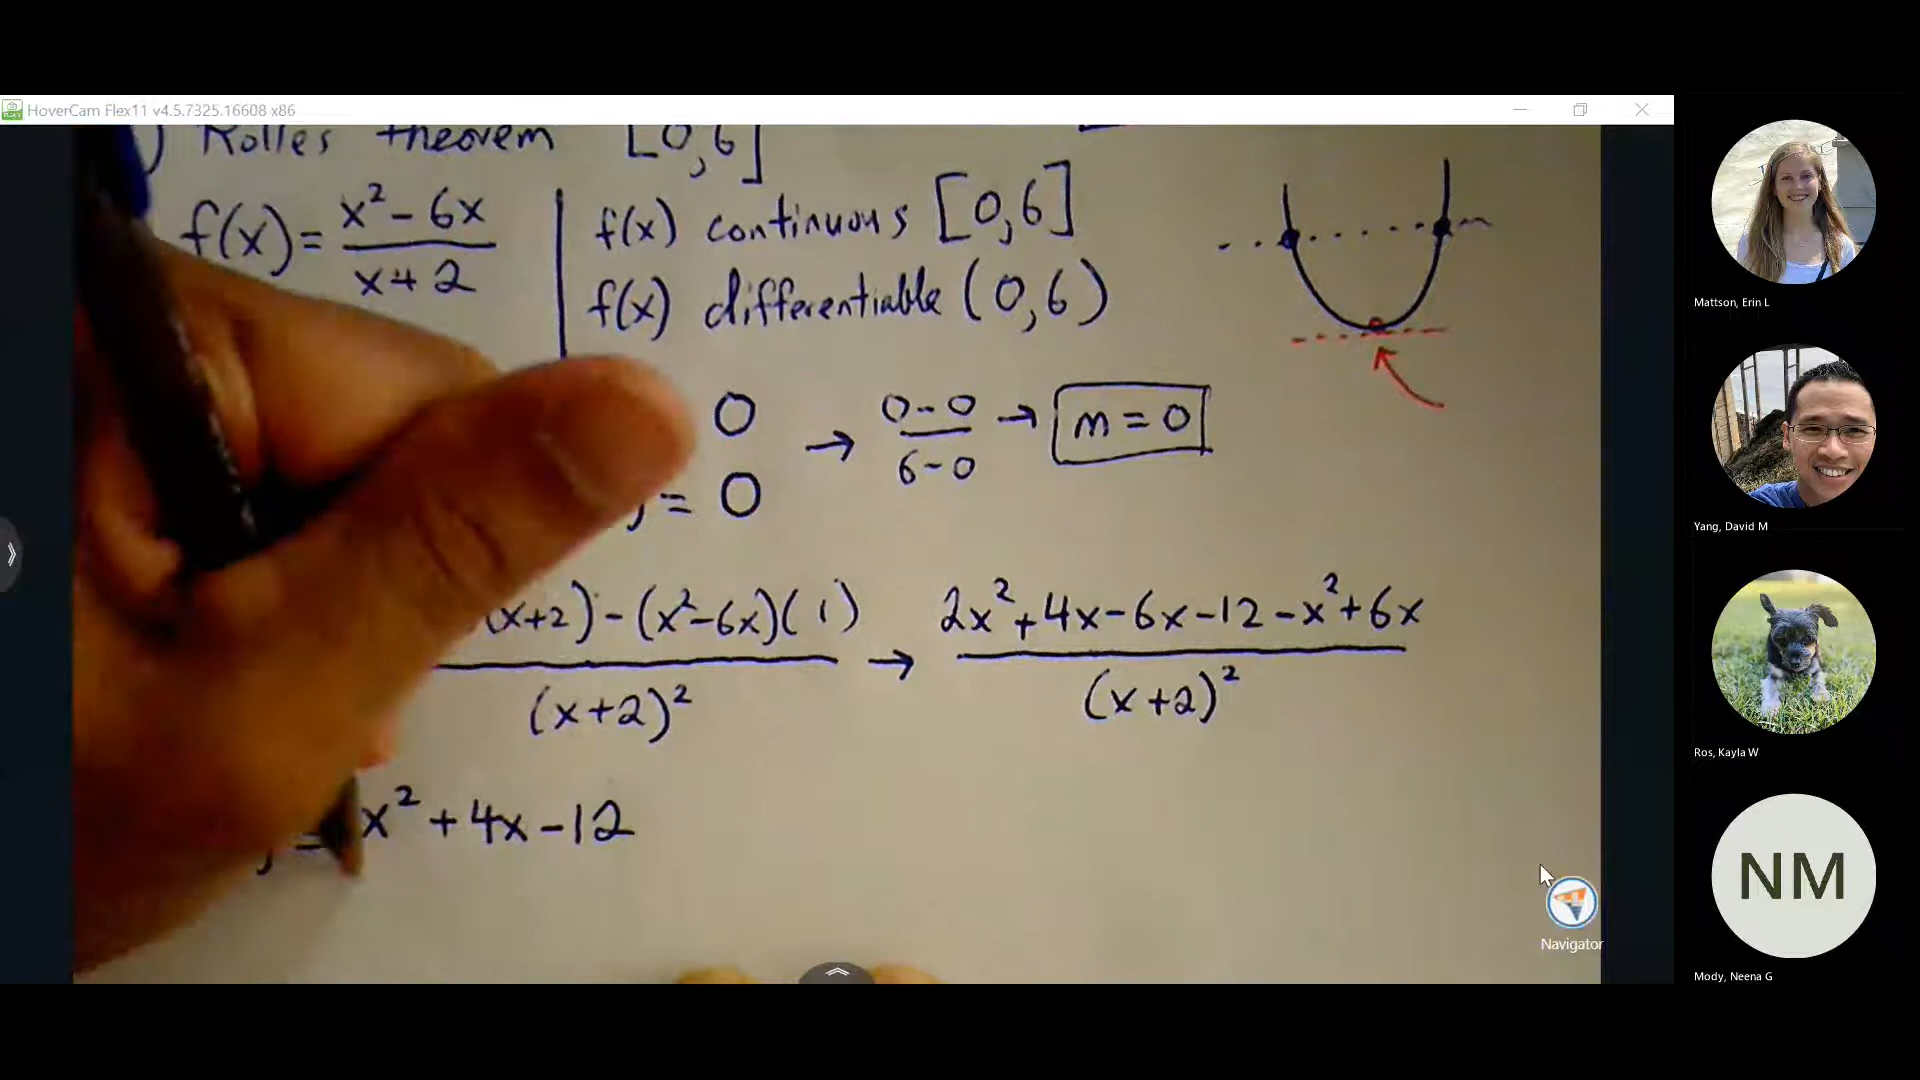 HoverCam Flex11 v4.5.7325.16608 x86
) Rolles theorem [0,6]
f(x) = x² - 6x / x + 2
f(x) continuous [0,6]
f(x) differentiable (0,6)
0 → 0-0 / 6-0 → m = 0
= 0
(x+2) - (x²-6x)(1) / (x+2)² → 2x²+4x-6x-12-x²+6x / (x+2)²
x² + 4x - 12
Navigator
Mattson, Erin L
Yang, David M
Ros, Kayla W
NM
Mody, Neena G